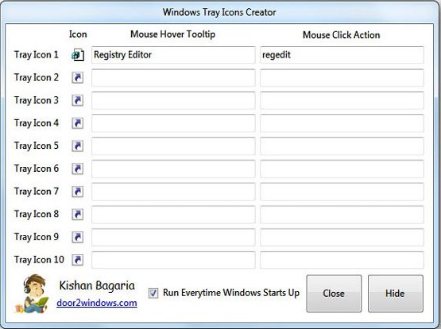 Windows Tray Icons Creator
Icon Mouse Hover Tooltip Mouse Click Action
Tray Icon 1 Registry Editor regedit
Tray Icon 2
Tray Icon 3
Tray Icon 4
Tray Icon 5
Tray Icon 6
Tray Icon 7
Tray Icon 8
Tray Icon 9
Tray Icon 10
Kishan Bagaria
door2windows.com
Run Everytime Windows Starts Up
Close Hide